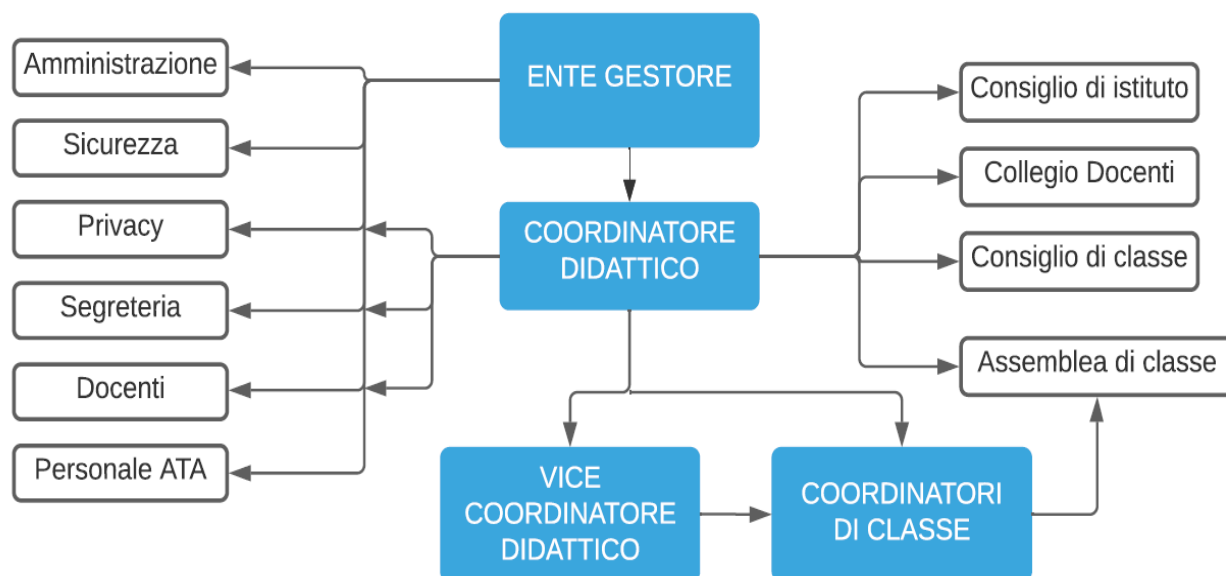 Amministrazione
Sicurezza
Privacy
Segreteria
Docenti
Personale ATA
ENTE GESTORE
COORDINATORE
DIDATTICO
VICE
COORDINATORE
DIDATTICO
COORDINATORI
DI CLASSE
Consiglio di istituto
Collegio Docenti
Consiglio di classe
Assemblea di classe